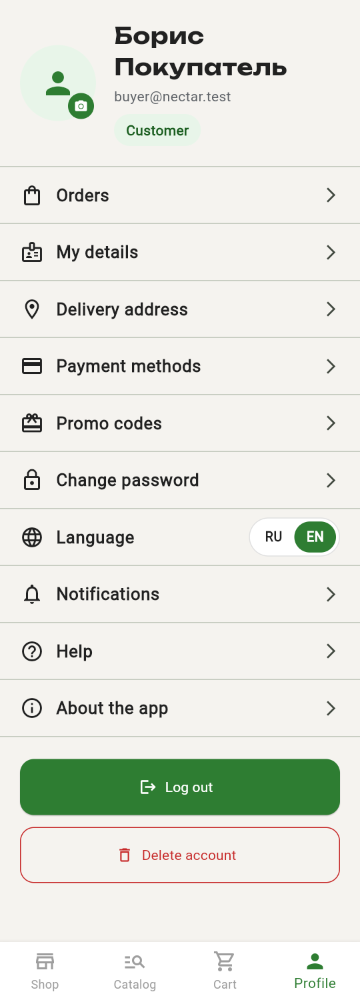 Борис
Покупатель
buyer@nectar.test
Customer
Orders
My details
Delivery address
Payment methods
Promo codes
Change password
Language RU EN
Notifications
Help
About the app
Log out
Delete account
Shop Catalog Cart Profile